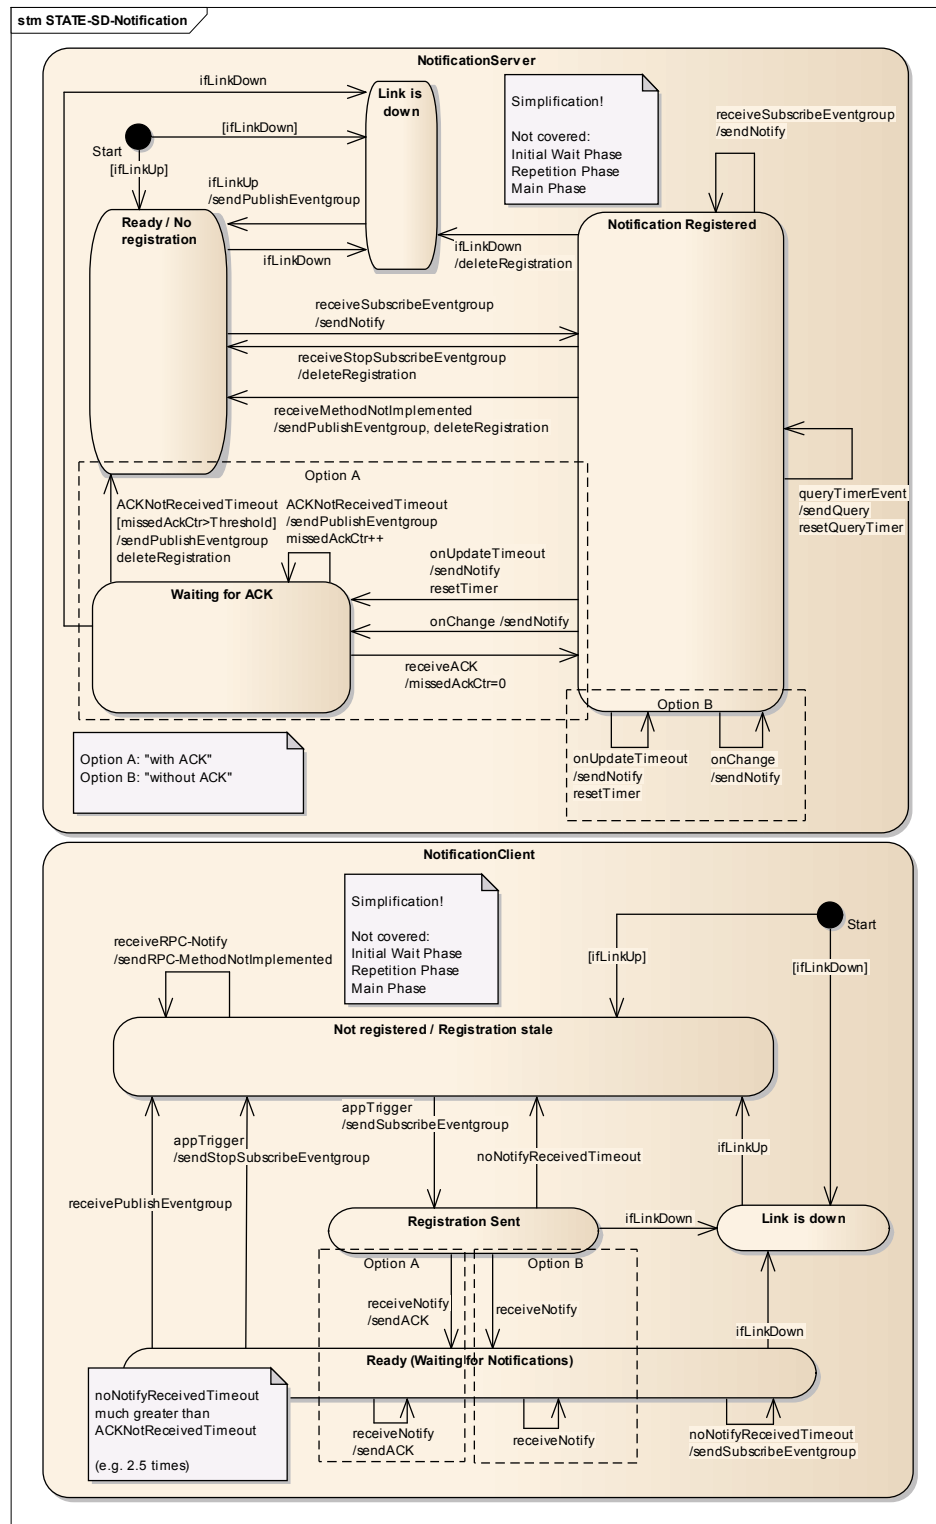 stm STATE-SD-Notification
NotificationServer
ifLinkDown
Link is
down
Simplification!
Not covered:
Initial Wait Phase
Repetition Phase
Main Phase
receiveSubscribeEventgroup
/sendNotify
[ifLinkDown]
Start
[ifLinkUp]
ifLinkUp
/sendPublishEventgroup
Ready / No
registration
Notification Registered
ifLinkDown
ifLinkDown
/deleteRegistration
receiveSubscribeEventgroup
/sendNotify
receiveStopSubscribeEventgroup
/deleteRegistration
receiveMethodNotImplemented
/sendPublishEventgroup, deleteRegistration
Option A
queryTimerEvent
/sendQuery
resetQueryTimer
ACKNotReceivedTimeout
[missedAckCtr>Threshold]
/sendPublishEventgroup
deleteRegistration
ACKNotReceivedTimeout
/sendPublishEventgroup
missedAckCtr++
onUpdateTimeout
/sendNotify
resetTimer
Waiting for ACK
onChange /sendNotify
receiveACK
/missedAckCtr=0
Option B
Option A: "with ACK"
Option B: "without ACK"
onUpdateTimeout
/sendNotify
resetTimer
onChange
/sendNotify
NotificationClient
Simplification!
Not covered:
Initial Wait Phase
Repetition Phase
Main Phase
Start
receiveRPC-Notify
/sendRPC-MethodNotImplemented
[ifLinkUp]
[ifLinkDown]
Not registered / Registration stale
appTrigger
/sendSubscribeEventgroup
appTrigger
/sendStopSubscribeEventgroup
noNotifyReceivedTimeout
ifLinkUp
receivePublishEventgroup
Registration Sent
ifLinkDown
Link is down
Option A
Option B
receiveNotify
/sendACK
receiveNotify
ifLinkDown
Ready (Waiting for Notifications)
noNotifyReceivedTimeout
much greater than
ACKNotReceivedTimeout
(e.g. 2.5 times)
receiveNotify
/sendACK
receiveNotify
noNotifyReceivedTimeout
/sendSubscribeEventgroup